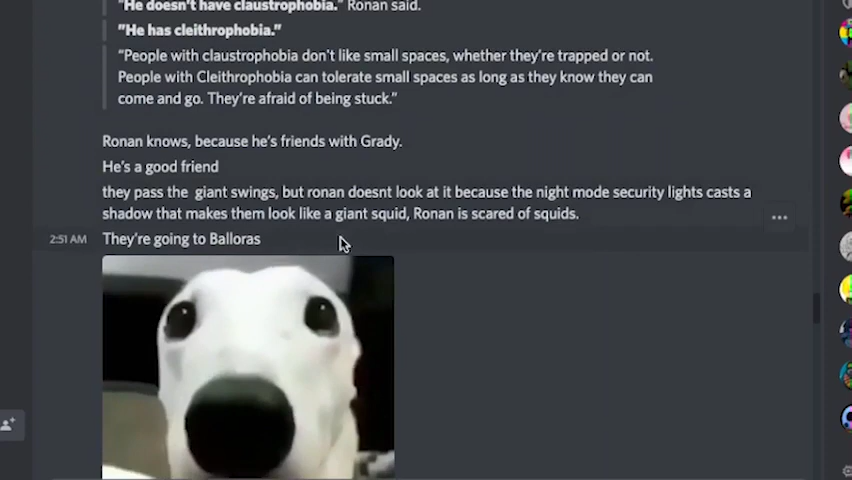 "He doesn't have claustrophobia." Ronan said.
"He has cleithrophobia."
"People with claustrophobia don't like small spaces, whether they're trapped or not.
People with Cleithrophobia can tolerate small spaces as long as they know they can
come and go. They're afraid of being stuck."
Ronan knows, because he's friends with Grady.
He's a good friend
they pass the giant swings, but ronan doesnt look at it because the night mode security lights casts a
shadow that makes them look like a giant squid, Ronan is scared of squids.
2:51 AM They're going to Balloras